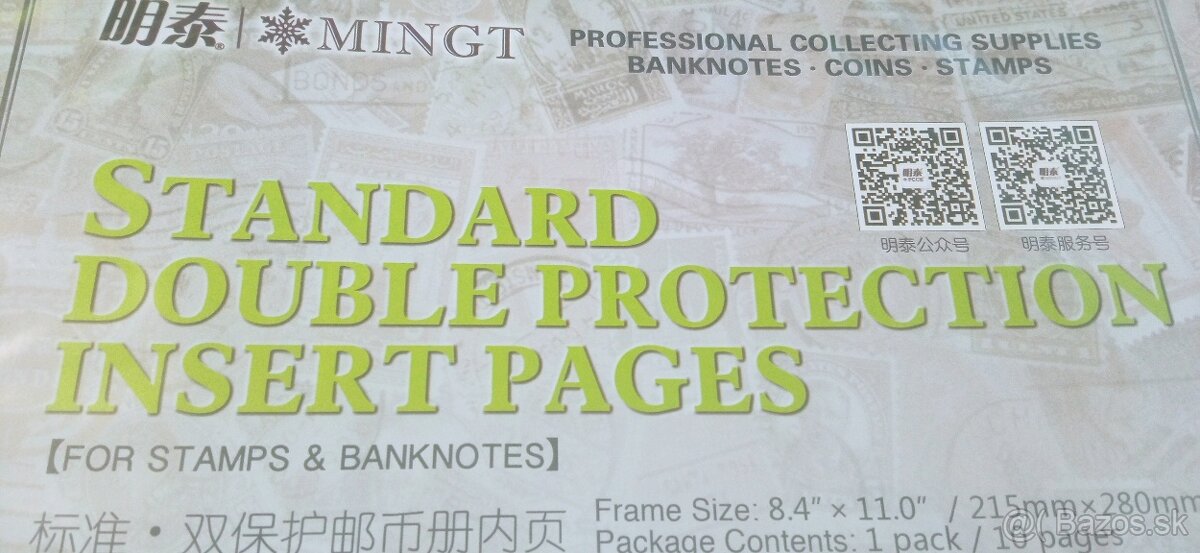 明泰® | MINGT
PROFESSIONAL COLLECTING SUPPLIES
BANKNOTES · COINS · STAMPS
明泰公众号
明泰服务号
STANDARD
DOUBLE PROTECTION
INSERT PAGES
【FOR STAMPS & BANKNOTES】
标准·双保护邮币册内页
Frame Size: 8.4" × 11.0" / 215mm×280mm
Package Contents: 1 pack / 10 pages
Bazos.sk